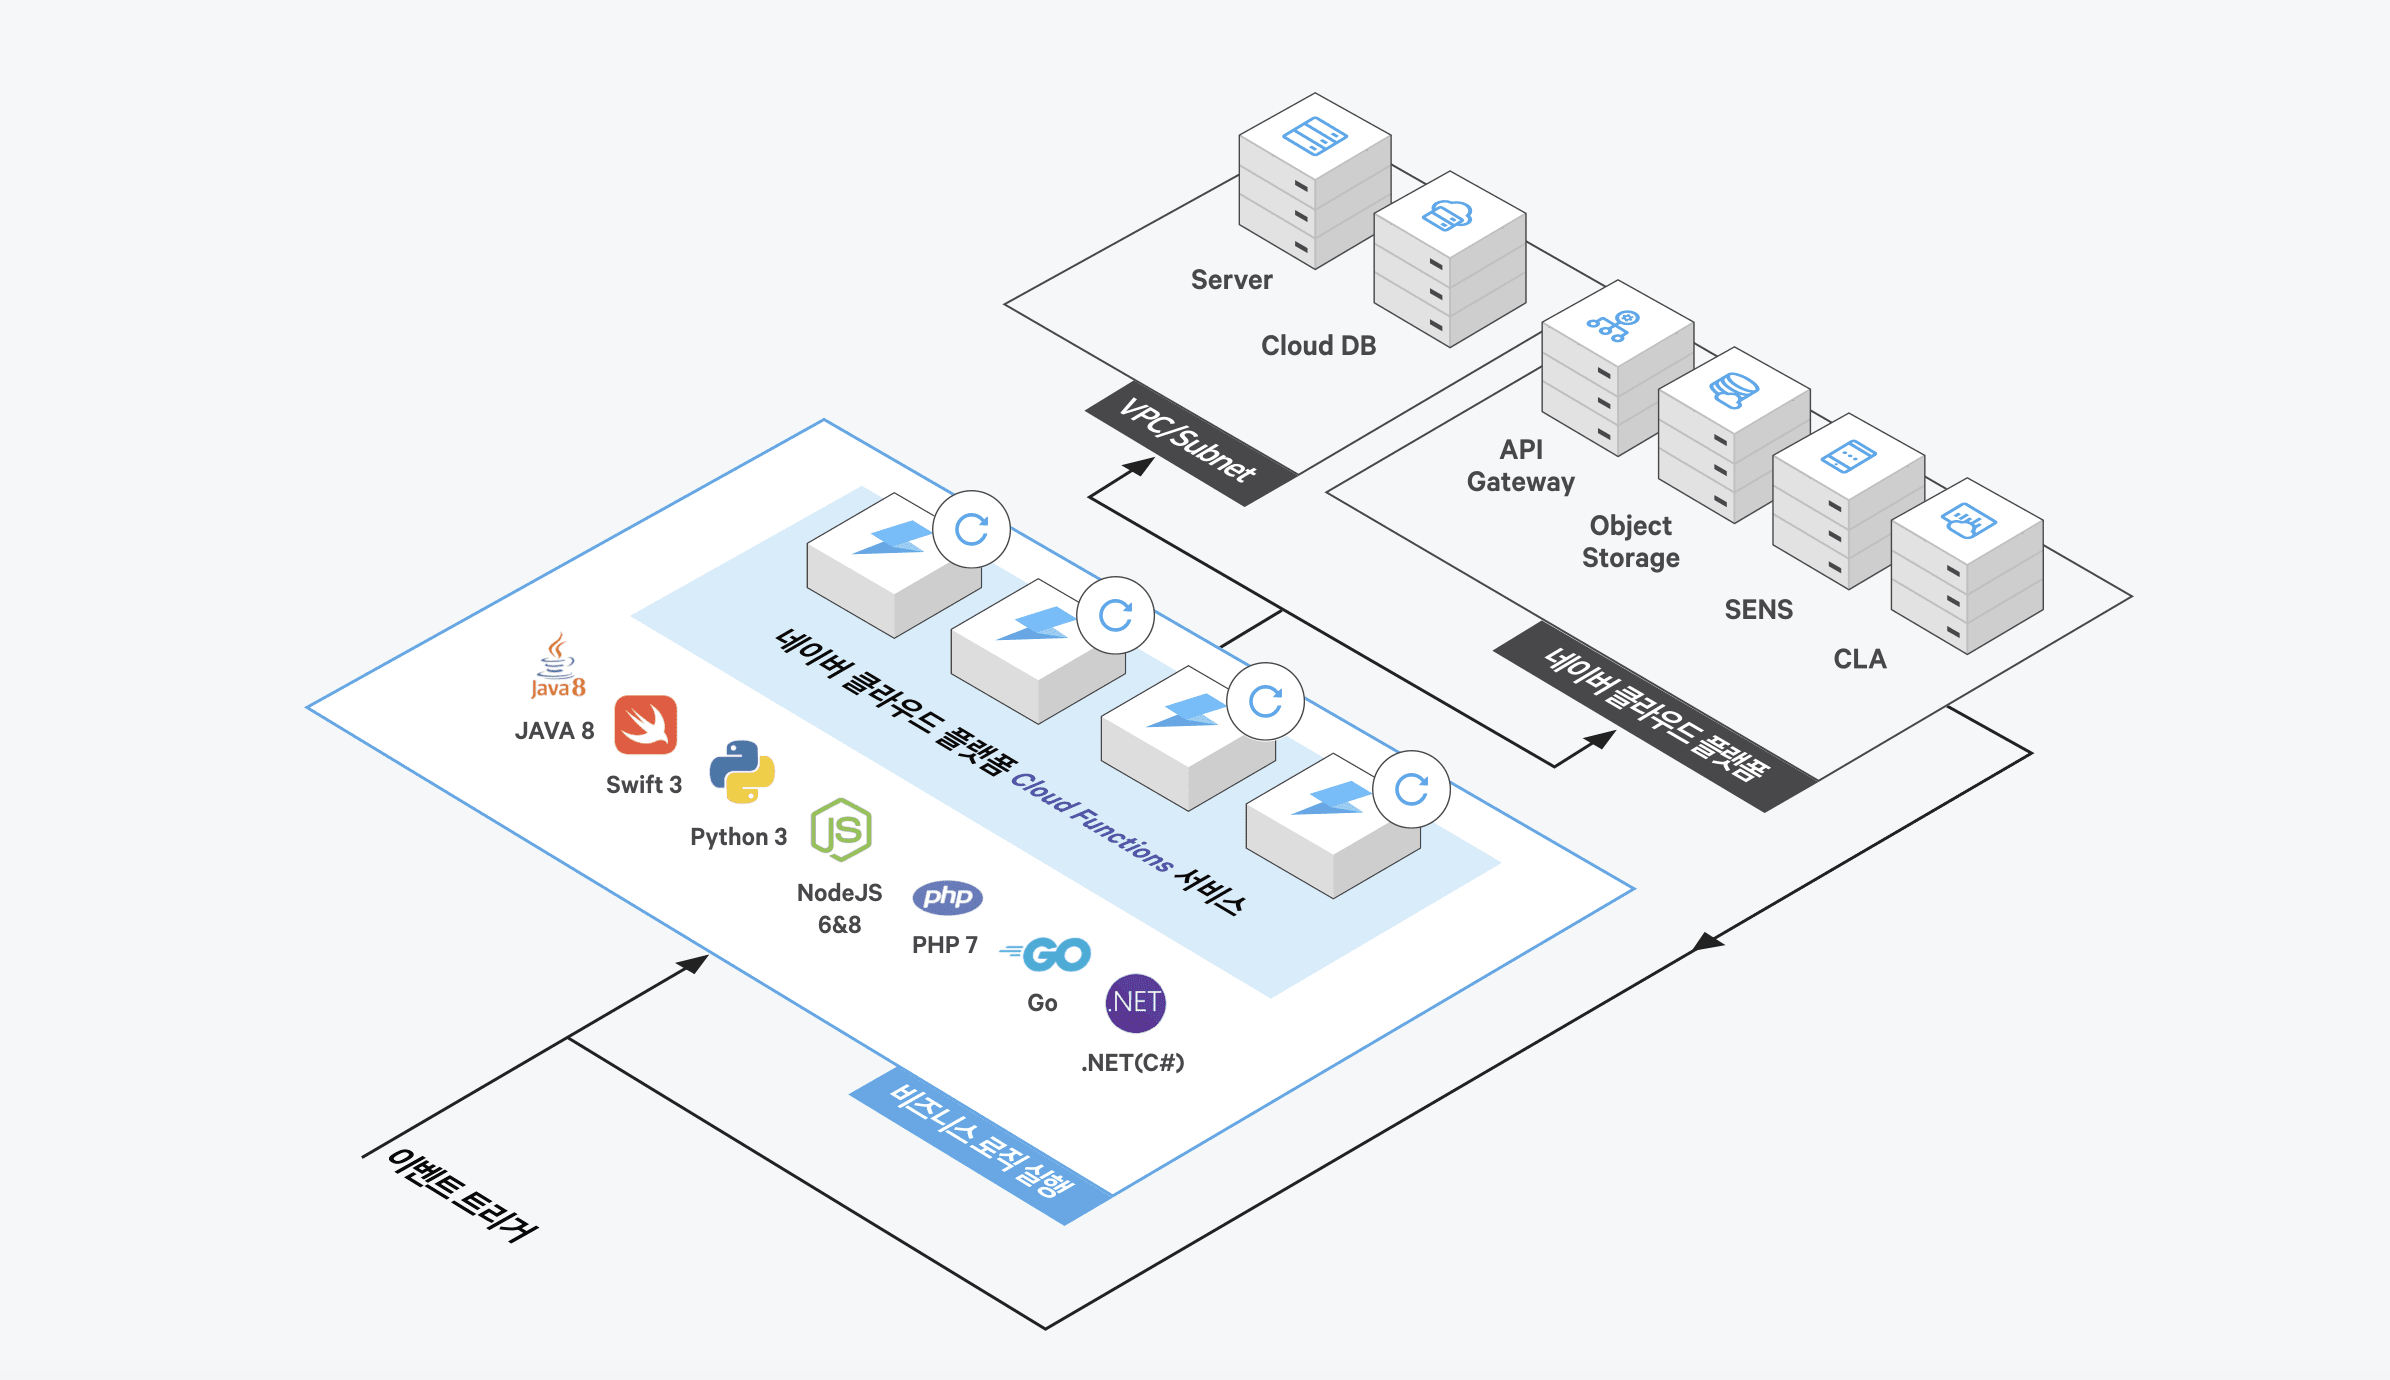 Server
Cloud DB
VPC/Subnet
API
Gateway
Object
Storage
SENS
CLA
네이버 클라우드 플랫폼
네이버 클라우드 플랫폼 Cloud Functions 서비스
Java 8
JAVA 8
Swift 3
Python 3
JS
NodeJS
6&8
php
PHP 7
GO
Go
.NET
.NET(C#)
비즈니스 로직 실행
이벤트 트리거